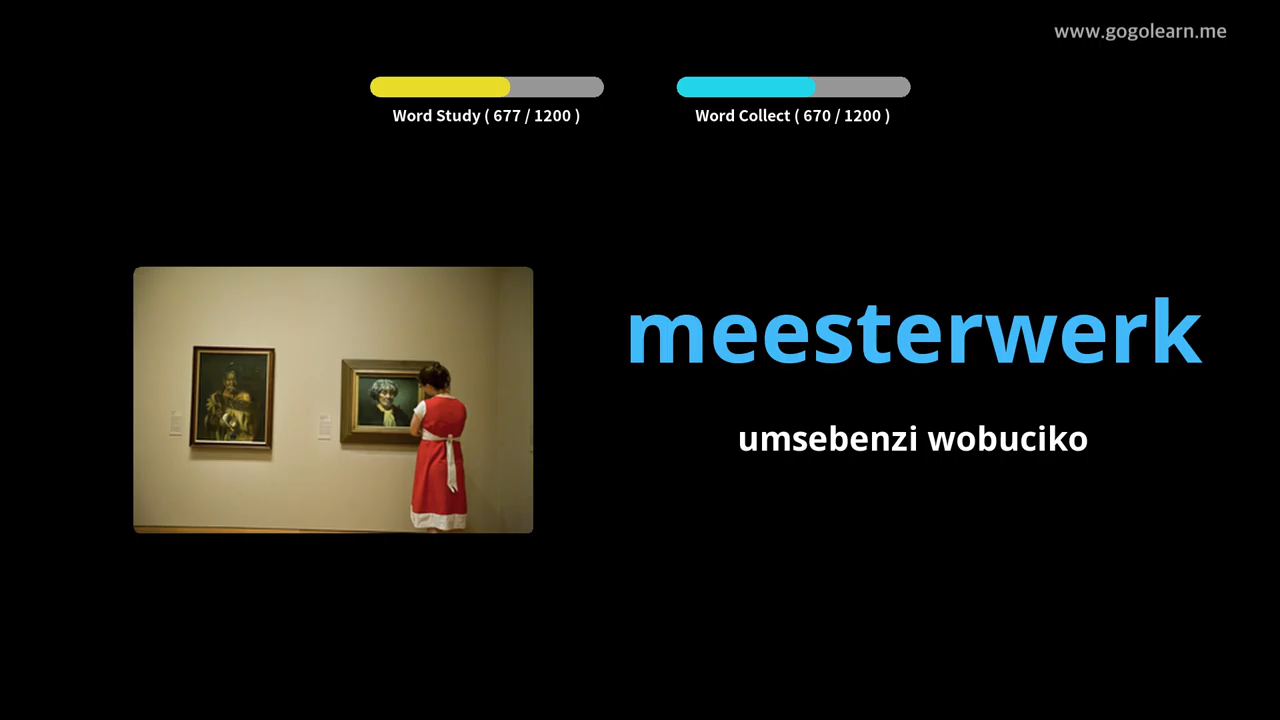 www.gogolearn.me
Word Study ( 677 / 1200 )
Word Collect ( 670 / 1200 )
meesterwerk
umsebenzi wobuciko